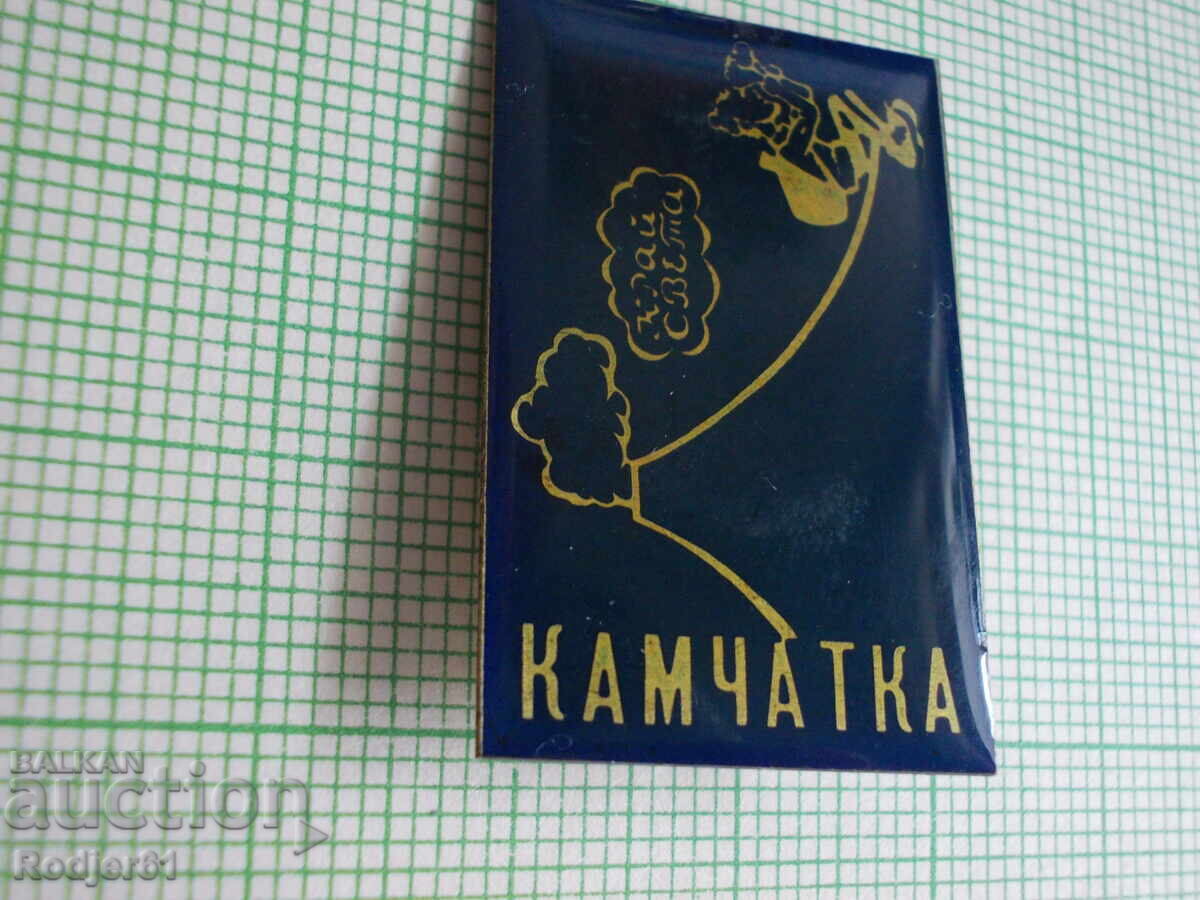 край
света
КАМЧАТКА
BALKAN
auction
Rodjer61